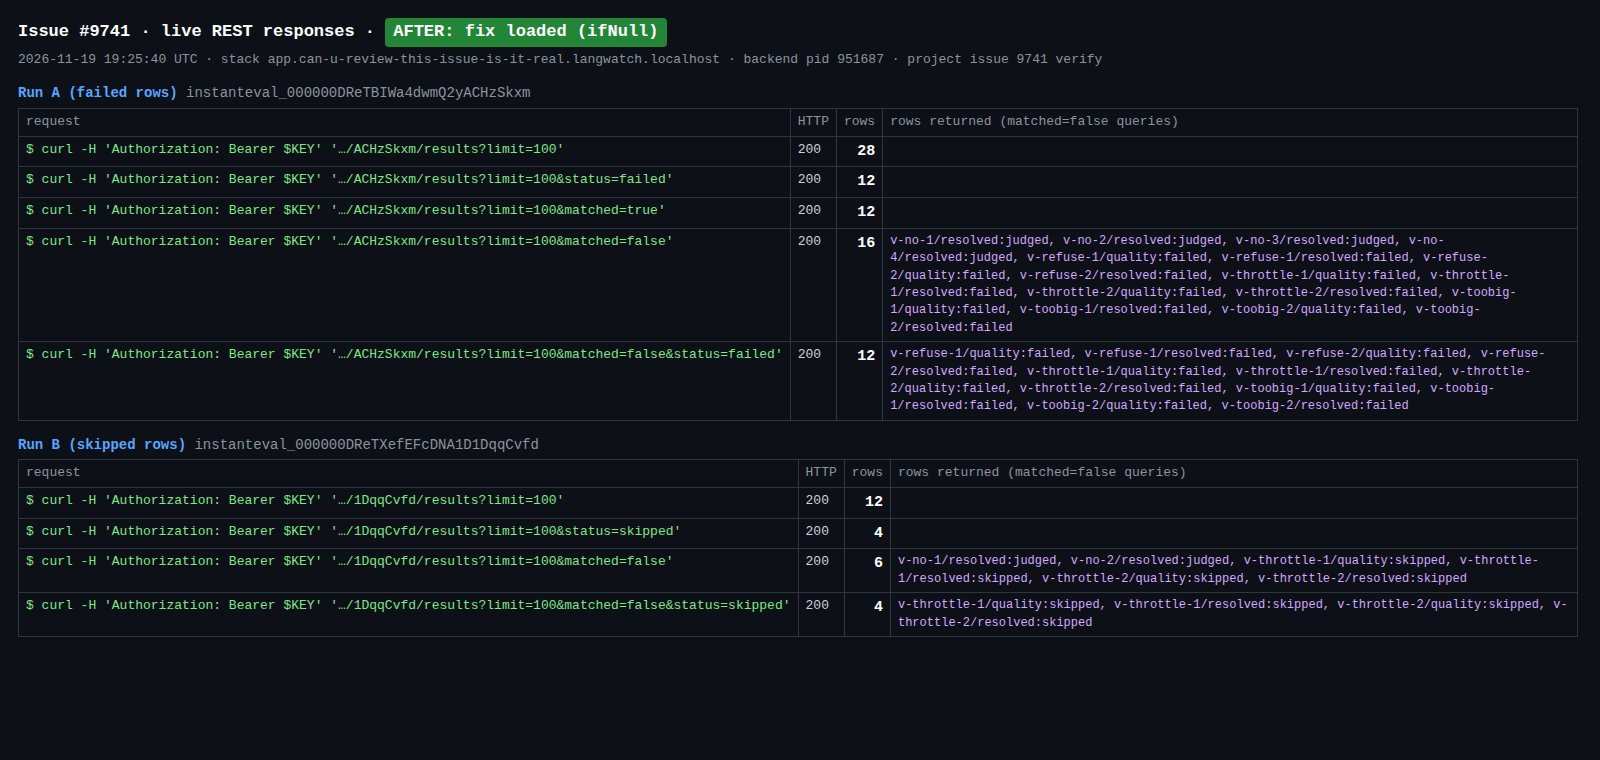 Issue #9741 · live REST responses · AFTER: fix loaded (ifNull)
2026-11-19 19:25:40 UTC · stack app.can-u-review-this-issue-is-it-real.langwatch.localhost · backend pid 951687 · project issue 9741 verify
Run A (failed rows) instanteval_000000DReTBIWa4dwmQ2yACHzSkxm
request HTTP rows rows returned (matched=false queries)
$ curl -H 'Authorization: Bearer $KEY' '…/ACHzSkxm/results?limit=100' 200 28
$ curl -H 'Authorization: Bearer $KEY' '…/ACHzSkxm/results?limit=100&status=failed' 200 12
$ curl -H 'Authorization: Bearer $KEY' '…/ACHzSkxm/results?limit=100&matched=true' 200 12
$ curl -H 'Authorization: Bearer $KEY' '…/ACHzSkxm/results?limit=100&matched=false' 200 16 v-no-1/resolved:judged, v-no-2/resolved:judged, v-no-3/resolved:judged, v-no-
4/resolved:judged, v-refuse-1/quality:failed, v-refuse-1/resolved:failed, v-refuse-
2/quality:failed, v-refuse-2/resolved:failed, v-throttle-1/quality:failed, v-throttle-
1/resolved:failed, v-throttle-2/quality:failed, v-throttle-2/resolved:failed, v-toobig-
1/quality:failed, v-toobig-1/resolved:failed, v-toobig-2/quality:failed, v-toobig-
2/resolved:failed
$ curl -H 'Authorization: Bearer $KEY' '…/ACHzSkxm/results?limit=100&matched=false&status=failed' 200 12 v-refuse-1/quality:failed, v-refuse-1/resolved:failed, v-refuse-2/quality:failed, v-refuse-
2/resolved:failed, v-throttle-1/quality:failed, v-throttle-1/resolved:failed, v-throttle-
2/quality:failed, v-throttle-2/resolved:failed, v-toobig-1/quality:failed, v-toobig-
1/resolved:failed, v-toobig-2/quality:failed, v-toobig-2/resolved:failed
Run B (skipped rows) instanteval_000000DReTXefEFcDNA1D1DqqCvfd
request HTTP rows rows returned (matched=false queries)
$ curl -H 'Authorization: Bearer $KEY' '…/1DqqCvfd/results?limit=100' 200 12
$ curl -H 'Authorization: Bearer $KEY' '…/1DqqCvfd/results?limit=100&status=skipped' 200 4
$ curl -H 'Authorization: Bearer $KEY' '…/1DqqCvfd/results?limit=100&matched=false' 200 6 v-no-1/resolved:judged, v-no-2/resolved:judged, v-throttle-1/quality:skipped, v-throttle-
1/resolved:skipped, v-throttle-2/quality:skipped, v-throttle-2/resolved:skipped
$ curl -H 'Authorization: Bearer $KEY' '…/1DqqCvfd/results?limit=100&matched=false&status=skipped' 200 4 v-throttle-1/quality:skipped, v-throttle-1/resolved:skipped, v-throttle-2/quality:skipped, v-
throttle-2/resolved:skipped